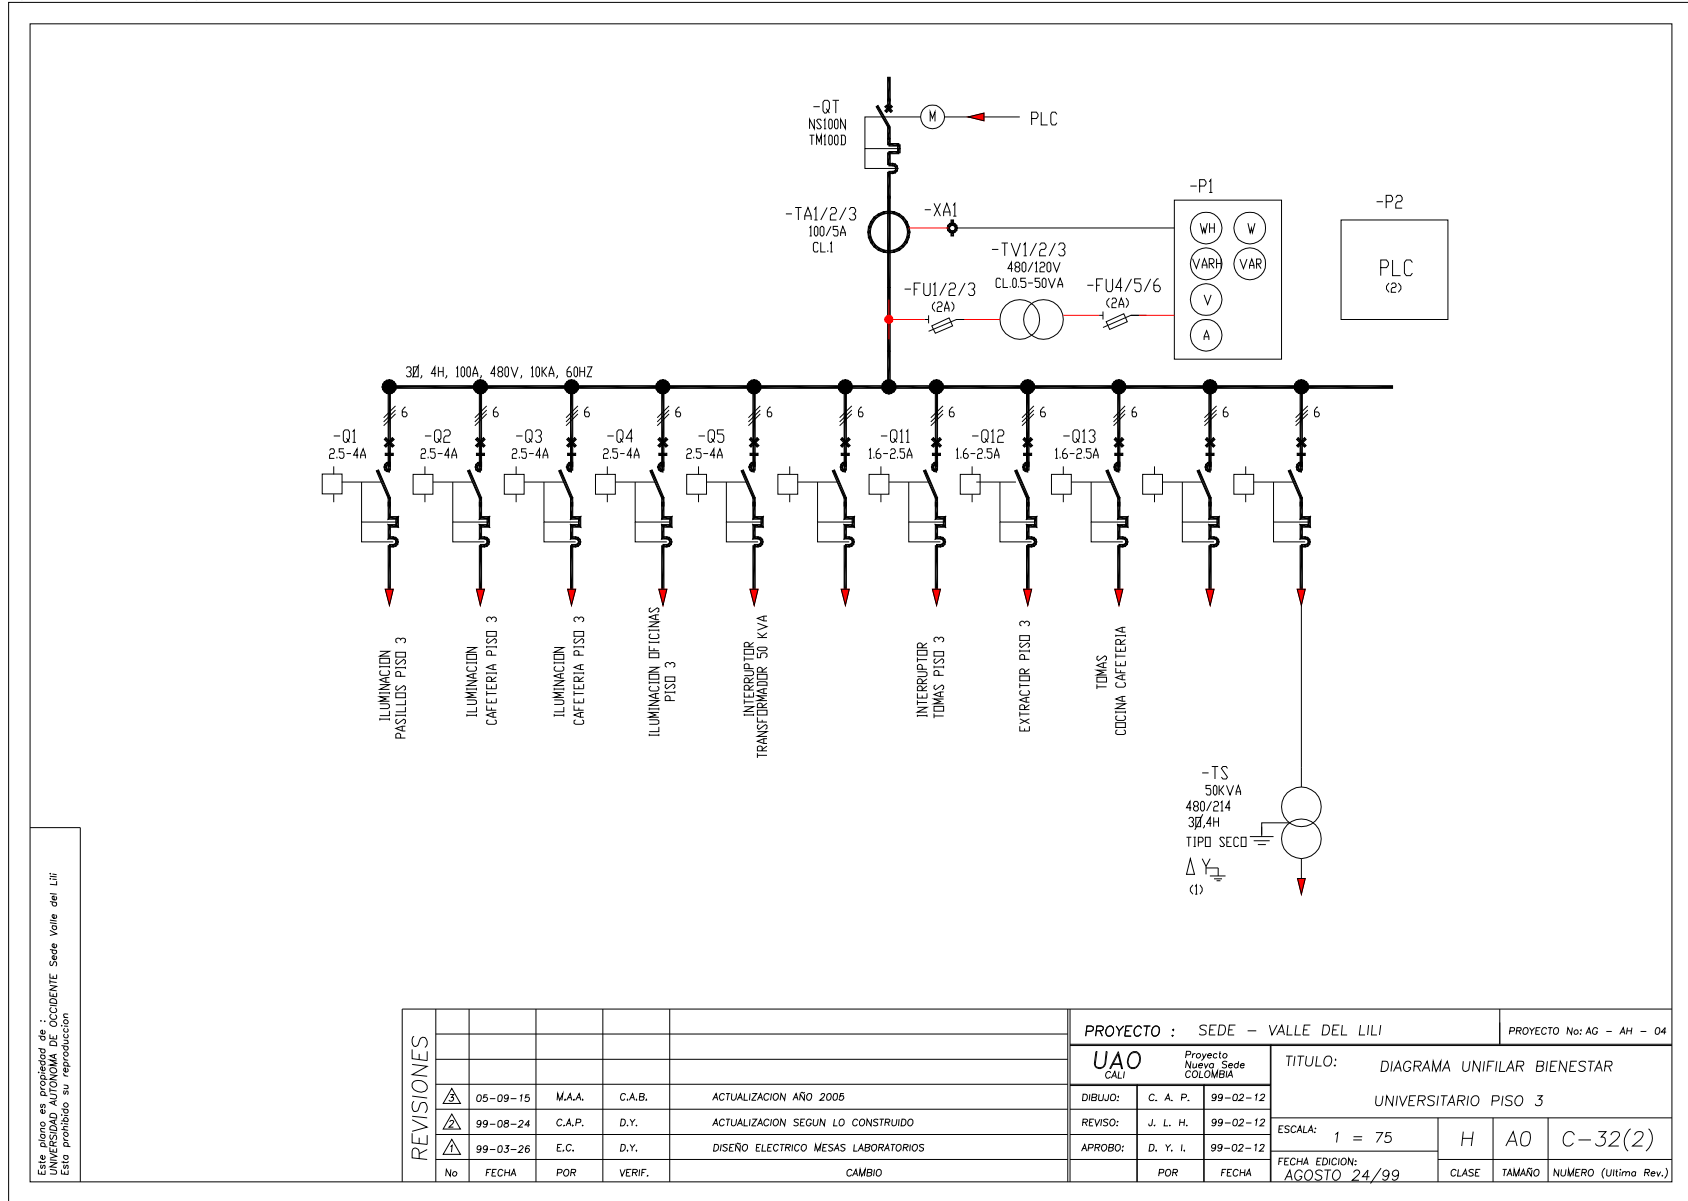 -QT
NS100N
TM100D
M
PLC
-TA1/2/3
100/5A
CL.1
-XA1
-TV1/2/3
480/120V
CL.0.5-50VA
-FU1/2/3
(2A)
-FU4/5/6
(2A)
-P1
WH
W
VARH
VAR
V
A
-P2
PLC
(2)
3Ø, 4H, 100A, 480V, 10KA, 60HZ
6
6
6
6
6
6
6
6
6
6
6
-Q1
2.5-4A
-Q2
2.5-4A
-Q3
2.5-4A
-Q4
2.5-4A
-Q5
2.5-4A
-Q11
1.6-2.5A
-Q12
1.6-2.5A
-Q13
1.6-2.5A
ILUMINACION
PASILLOS PISO 3
ILUMINACION
CAFETERIA PISO 3
ILUMINACION
CAFETERIA PISO 3
ILUMINACION OFICINAS
PISO 3
INTERRUPTOR
TRANSFORMADOR 50 KVA
INTERRUPTOR
TOMAS PISO 3
EXTRACTOR PISO 3
TOMAS
COCINA CAFETERIA
-TS
50KVA
480/214
3Ø,4H
TIPO SECO
Δ Y
(1)
Este plano es propiedad de :
UNIVERSIDAD AUTONOMA DE OCCIDENTE Sede Valle del Lili
Esta prohibido su reproduccion
REVISIONES
3 05-09-15 M.A.A. C.A.B. ACTUALIZACION AÑO 2005
2 99-08-24 C.A.P. D.Y. ACTUALIZACION SEGUN LO CONSTRUIDO
1 99-03-26 E.C. D.Y. DISEÑO ELECTRICO MESAS LABORATORIOS
No FECHA POR VERIF. CAMBIO
PROYECTO : SEDE - VALLE DEL LILI
PROYECTO No: AG - AH - 04
UAO
CALI
Proyecto
Nueva Sede
COLOMBIA
TITULO: DIAGRAMA UNIFILAR BIENESTAR
UNIVERSITARIO PISO 3
DIBUJO: C. A. P. 99-02-12
REVISO: J. L. H. 99-02-12
APROBO: D. Y. I. 99-02-12
POR FECHA
ESCALA: 1 = 75
FECHA EDICION:
AGOSTO 24/99
H A0 C-32(2)
CLASE TAMAÑO NUMERO (Ultima Rev.)